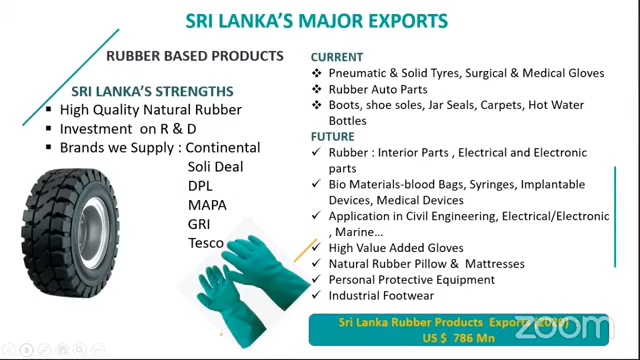 SRI LANKA'S MAJOR EXPORTS
RUBBER BASED PRODUCTS
SRI LANKA'S STRENGTHS
▪ High Quality Natural Rubber
▪ Investment on R & D
▪ Brands we Supply : Continental
Soli Deal
DPL
MAPA
GRI
Tesco
CURRENT
❖ Pneumatic & Solid Tyres, Surgical & Medical Gloves
❖ Rubber Auto Parts
❖ Boots, shoe soles, Jar Seals, Carpets, Hot Water
Bottles
FUTURE
✓ Rubber : Interior Parts , Electrical and Electronic
parts
✓ Bio Materials-blood Bags, Syringes, Implantable
Devices, Medical Devices
✓ Application in Civil Engineering, Electrical/Electronic
, Marine...
✓ High Value Added Gloves
✓ Natural Rubber Pillow & Mattresses
✓ Personal Protective Equipment
✓ Industrial Footwear
Sri Lanka Rubber Products Exports (2020)
US $ 786 Mn
zoom